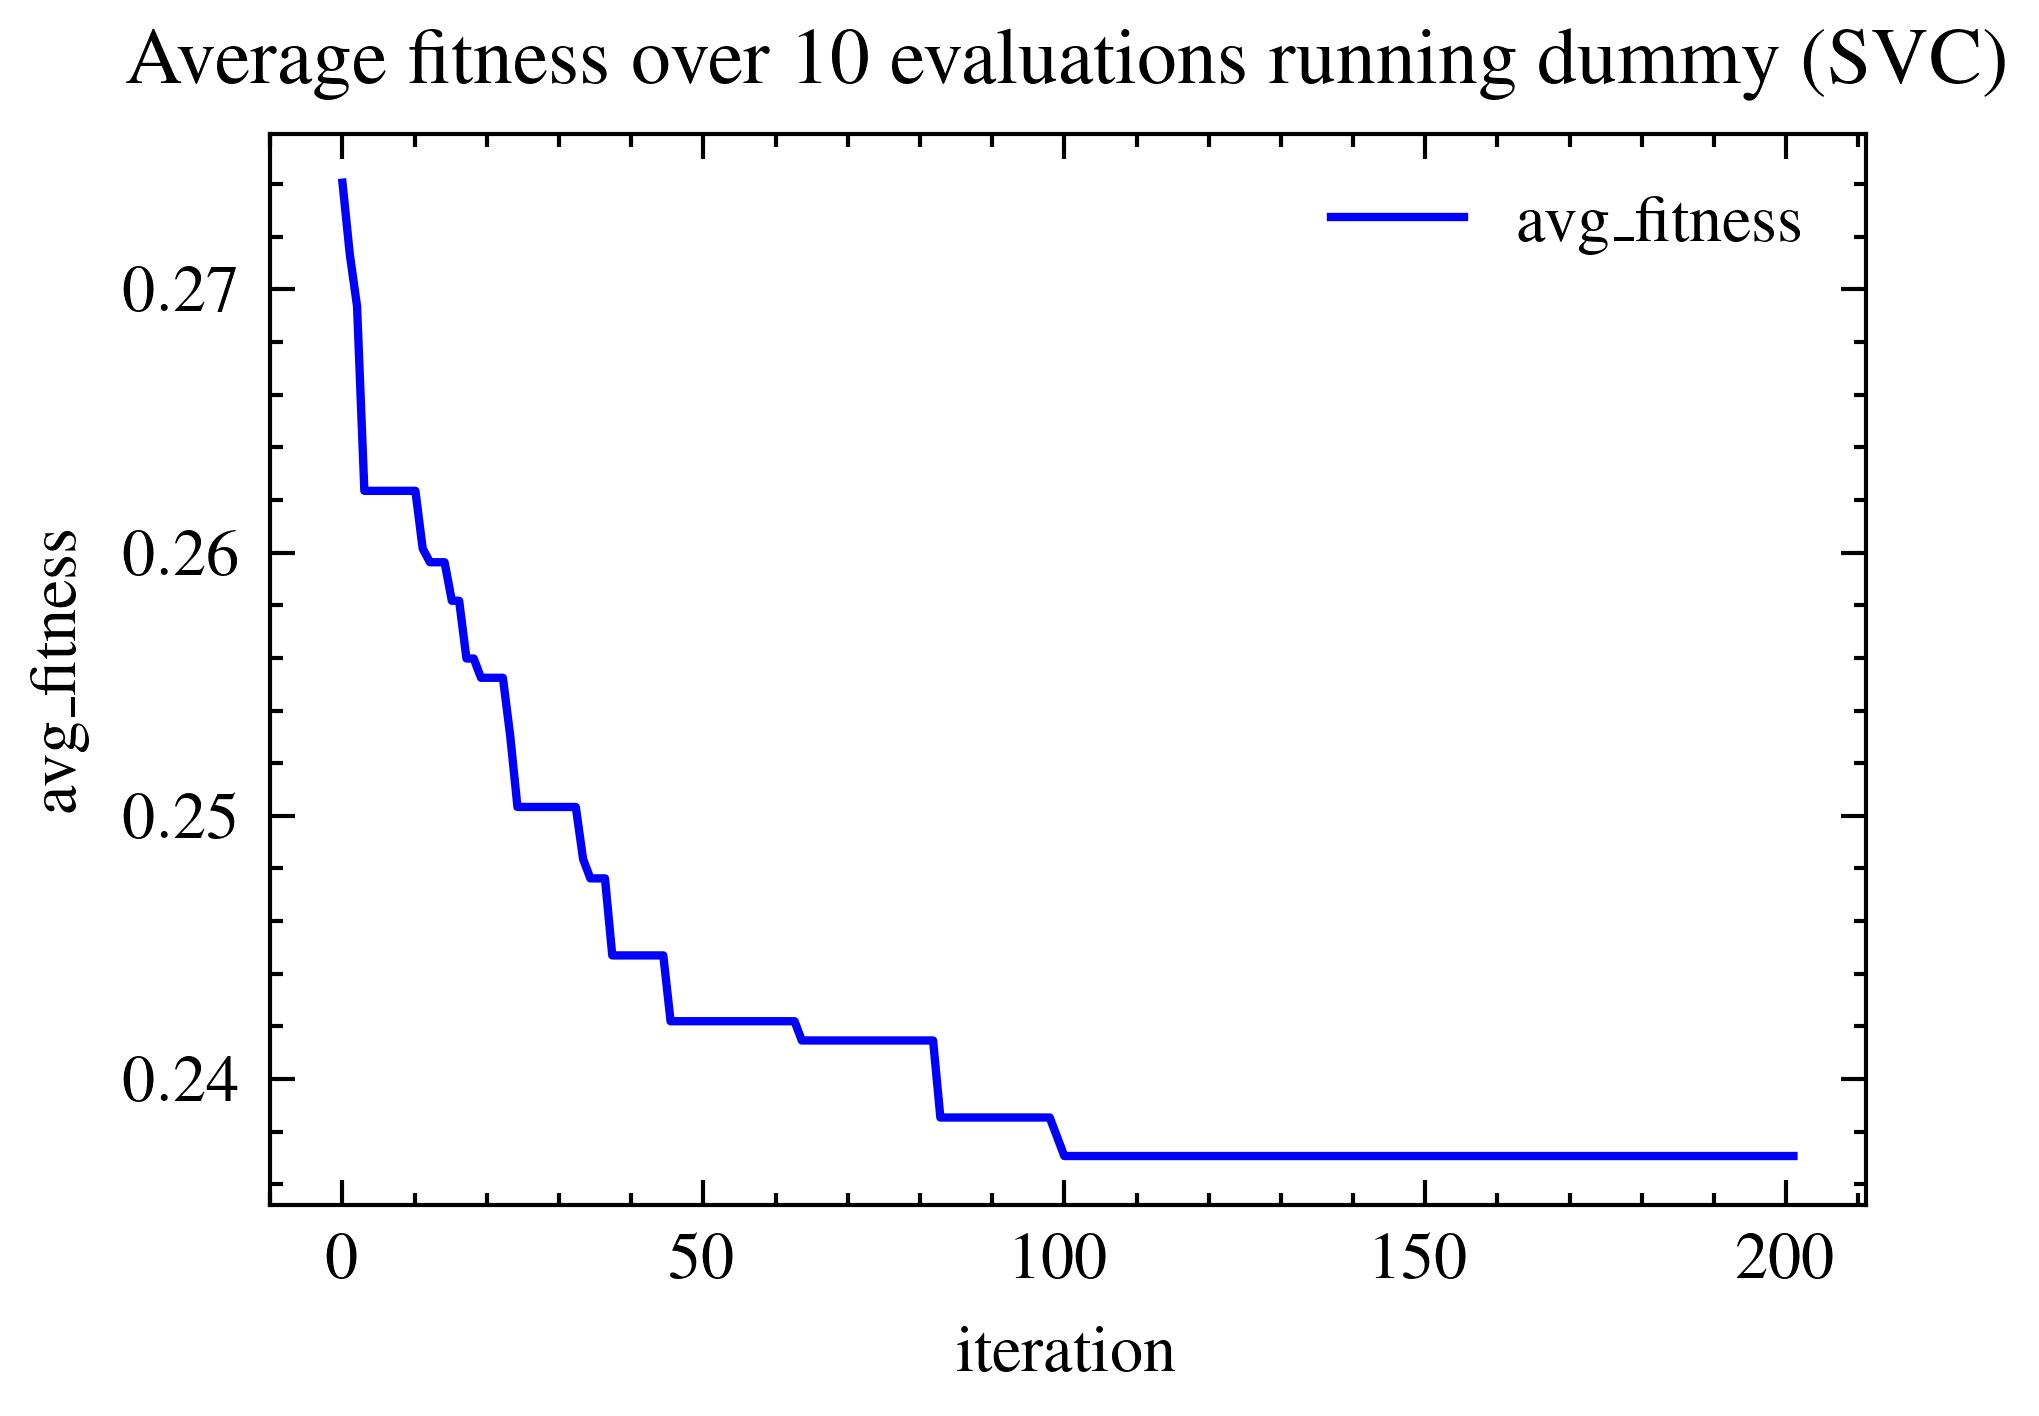 Average fitness over 10 evaluations running dummy (SVC)
avg_fitness
0.27
0.26
0.25
0.24
avg_fitness
0 50 100 150 200
iteration